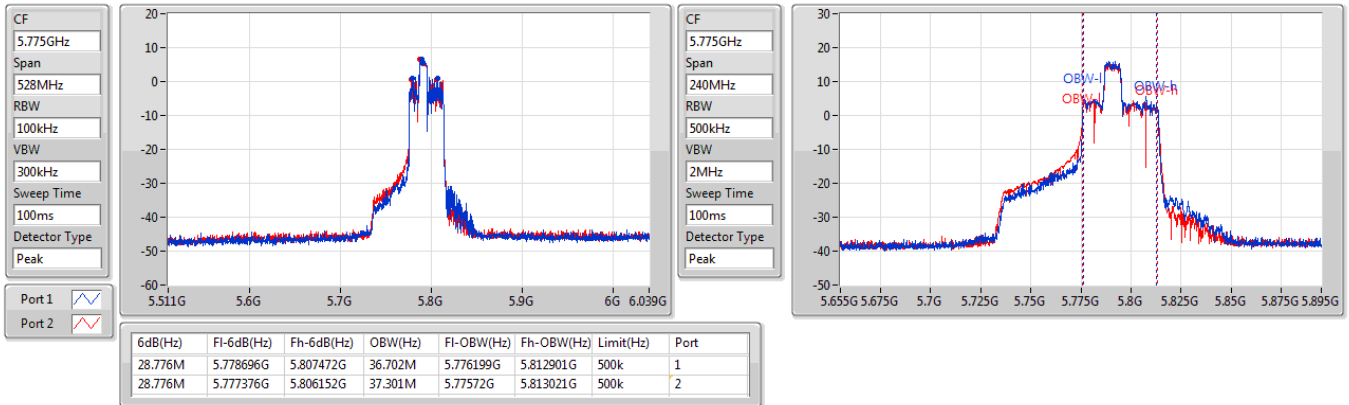 CF
5.775GHz
Span
528MHz
RBW
100kHz
VBW
300kHz
Sweep Time
100ms
Detector Type
Peak
Port 1
Port 2
20
10
0
-10
-20
-30
-40
-50
-60
5.511G 5.6G 5.7G 5.8G 5.9G 6G 6.039G
CF
5.775GHz
Span
240MHz
RBW
500kHz
VBW
2MHz
Sweep Time
100ms
Detector Type
Peak
30
20
10
0
-10
-20
-30
-40
-50
OBW-l OBW-h
OBW-l OBW-h
5.655G 5.675G 5.7G 5.725G 5.75G 5.775G 5.8G 5.825G 5.85G 5.875G 5.895G
6dB(Hz) Fl-6dB(Hz) Fh-6dB(Hz) OBW(Hz) Fl-OBW(Hz) Fh-OBW(Hz) Limit(Hz) Port
28.776M 5.778696G 5.807472G 36.702M 5.776199G 5.812901G 500k 1
28.776M 5.777376G 5.806152G 37.301M 5.77572G 5.813021G 500k 2